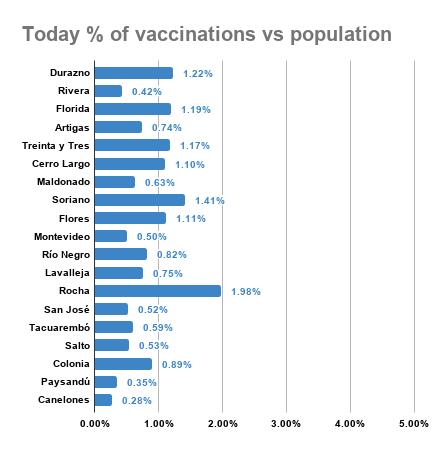 Today % of vaccinations vs population
Durazno 1.22%
Rivera 0.42%
Florida 1.19%
Artigas 0.74%
Treinta y Tres 1.17%
Cerro Largo 1.10%
Maldonado 0.63%
Soriano 1.41%
Flores 1.11%
Montevideo 0.50%
Río Negro 0.82%
Lavalleja 0.75%
Rocha 1.98%
San José 0.52%
Tacuarembó 0.59%
Salto 0.53%
Colonia 0.89%
Paysandú 0.35%
Canelones 0.28%
0.00% 1.00% 2.00% 3.00% 4.00% 5.00%